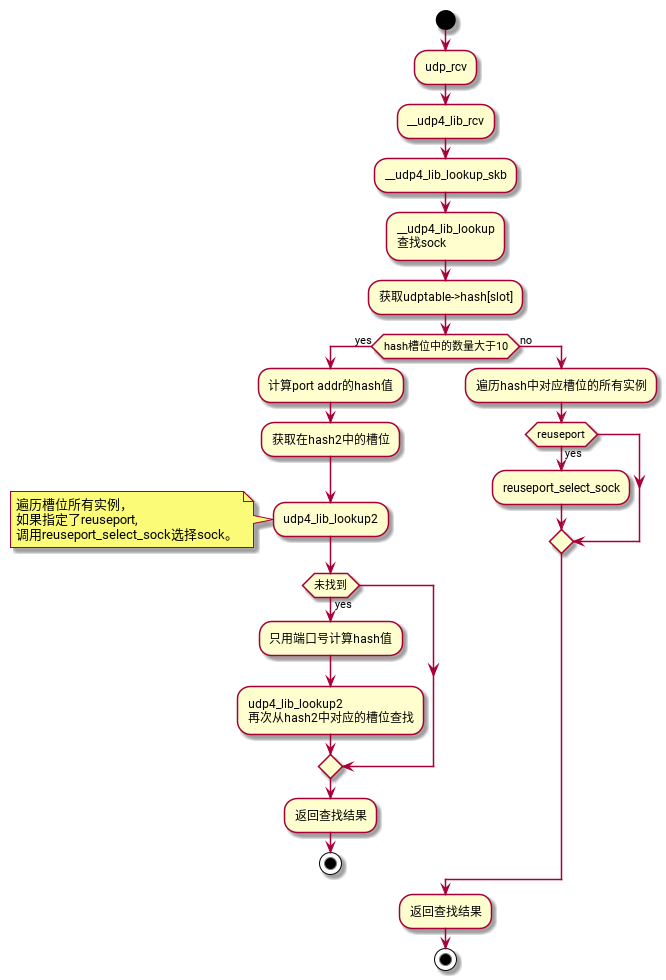 udp_rcv
__udp4_lib_rcv
__udp4_lib_lookup_skb
__udp4_lib_lookup
查找sock
获取udptable->hash[slot]
yes
hash槽位中的数量大于10
no
计算port addr的hash值
遍历hash中对应槽位的所有实例
获取在hash2中的槽位
reuseport
yes
reuseport_select_sock
遍历槽位所有实例，
如果指定了reuseport,
调用reuseport_select_sock选择sock。
udp4_lib_lookup2
未找到
yes
只用端口号计算hash值
udp4_lib_lookup2
再次从hash2中对应的槽位查找
返回查找结果
返回查找结果